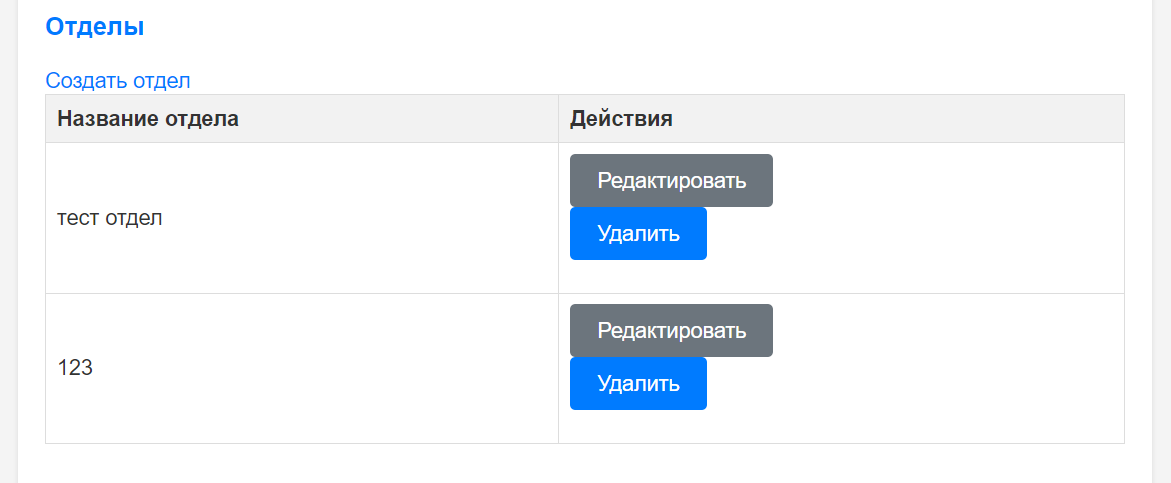 Отделы
Создать отдел
Название отдела
Действия
тест отдел
Редактировать
Удалить
123
Редактировать
Удалить